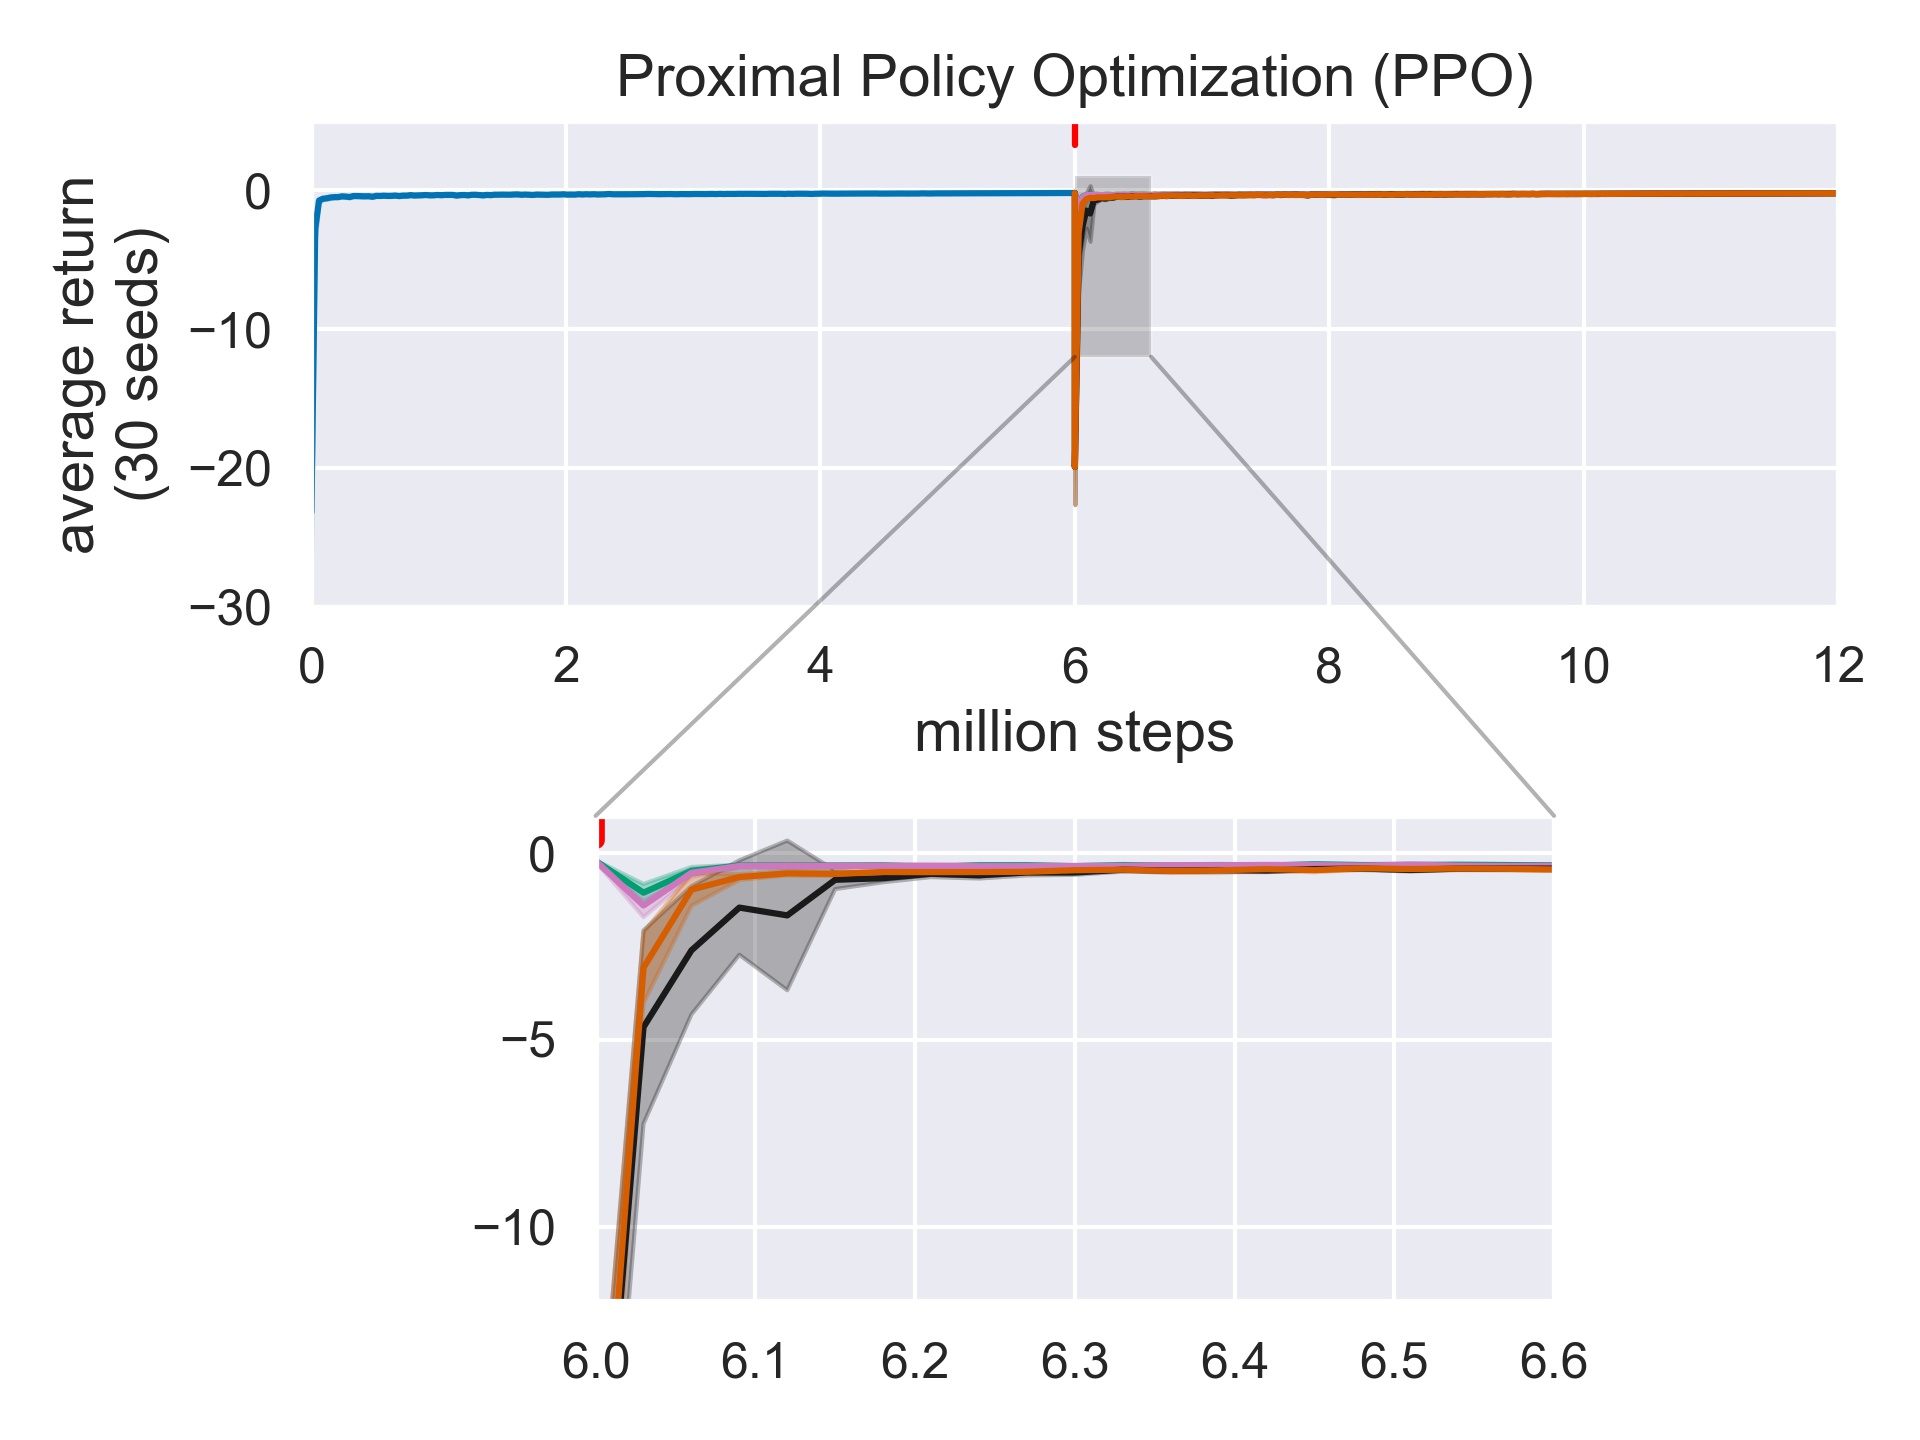 Proximal Policy Optimization (PPO)
average return
(30 seeds)
0
−10
−20
−30
0 2 4 6 8 10 12
million steps
0
−5
−10
6.0 6.1 6.2 6.3 6.4 6.5 6.6